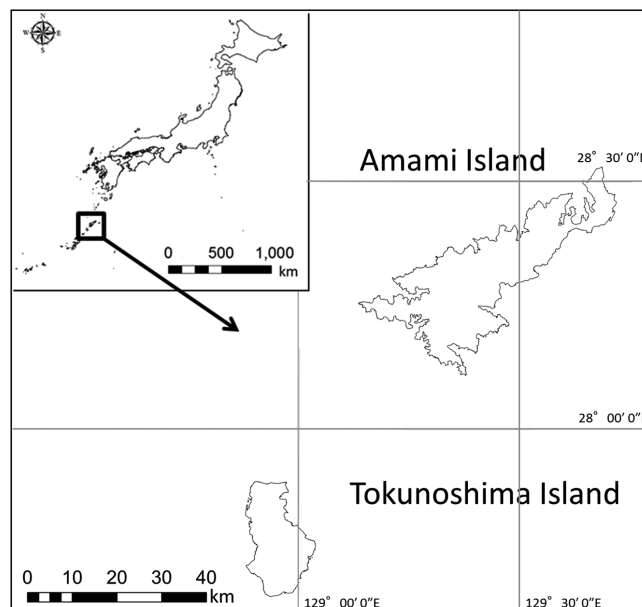 N
W E
S
Amami Island
28° 30′ 0″N
0 500 1,000
km
28° 00′ 0″
Tokunoshima Island
0 10 20 30 40
km
129° 00′ 0″E
129° 30′ 0″E